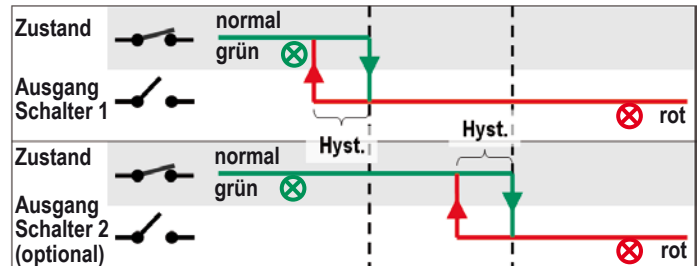 Zustand
normal
grün
Ausgang
Schalter 1
rot
Hyst.
Hyst.
Zustand
normal
grün
Ausgang
Schalter 2
(optional)
rot